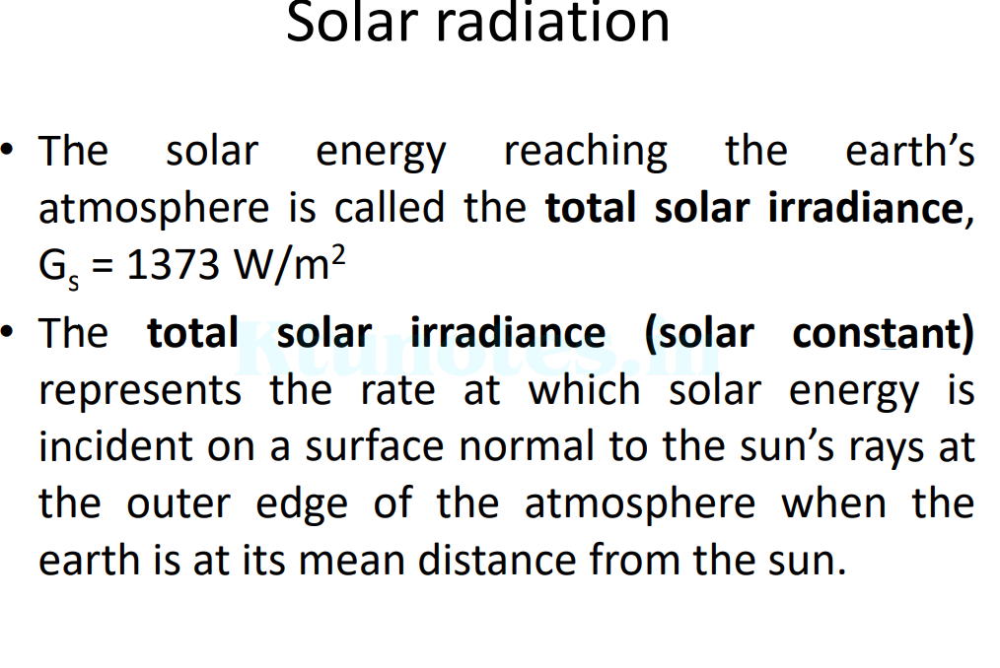 Solar radiation
• The solar energy reaching the earth’s
atmosphere is called the total solar irradiance,
Gₛ = 1373 W/m²
• The total solar irradiance (solar constant)
Ktunotes.in
represents the rate at which solar energy is
incident on a surface normal to the sun’s rays at
the outer edge of the atmosphere when the
earth is at its mean distance from the sun.